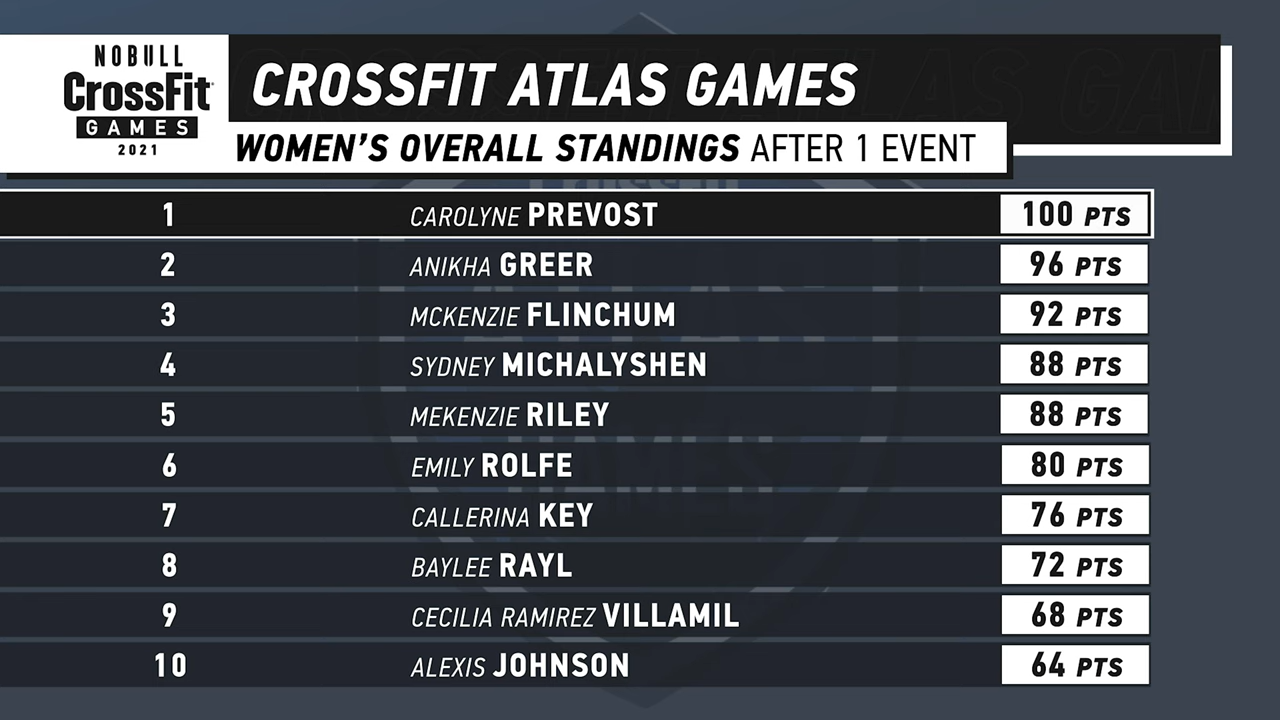 NOBULL
CrossFit
GAMES
2021
CROSSFIT ATLAS GAMES
WOMEN'S OVERALL STANDINGS AFTER 1 EVENT
1 CAROLYNE PREVOST 100 PTS
2 ANIKHA GREER 96 PTS
3 MCKENZIE FLINCHUM 92 PTS
4 SYDNEY MICHALYSHEN 88 PTS
5 MEKENZIE RILEY 88 PTS
6 EMILY ROLFE 80 PTS
7 CALLERINA KEY 76 PTS
8 BAYLEE RAYL 72 PTS
9 CECILIA RAMIREZ VILLAMIL 68 PTS
10 ALEXIS JOHNSON 64 PTS